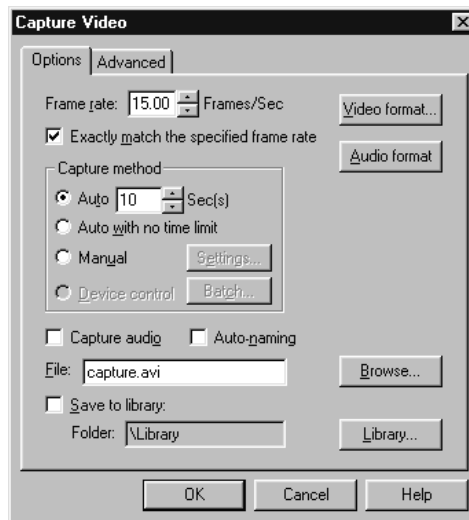 Capture Video
Options Advanced
Frame rate: 15.00 Frames/Sec Video format...
Exactly match the specified frame rate
Audio format
Capture method
Auto 10 Sec(s)
Auto with no time limit
Manual Settings...
Device control Batch...
Capture audio Auto-naming
File: capture.avi Browse...
Save to library:
Folder: \Library Library...
OK Cancel Help